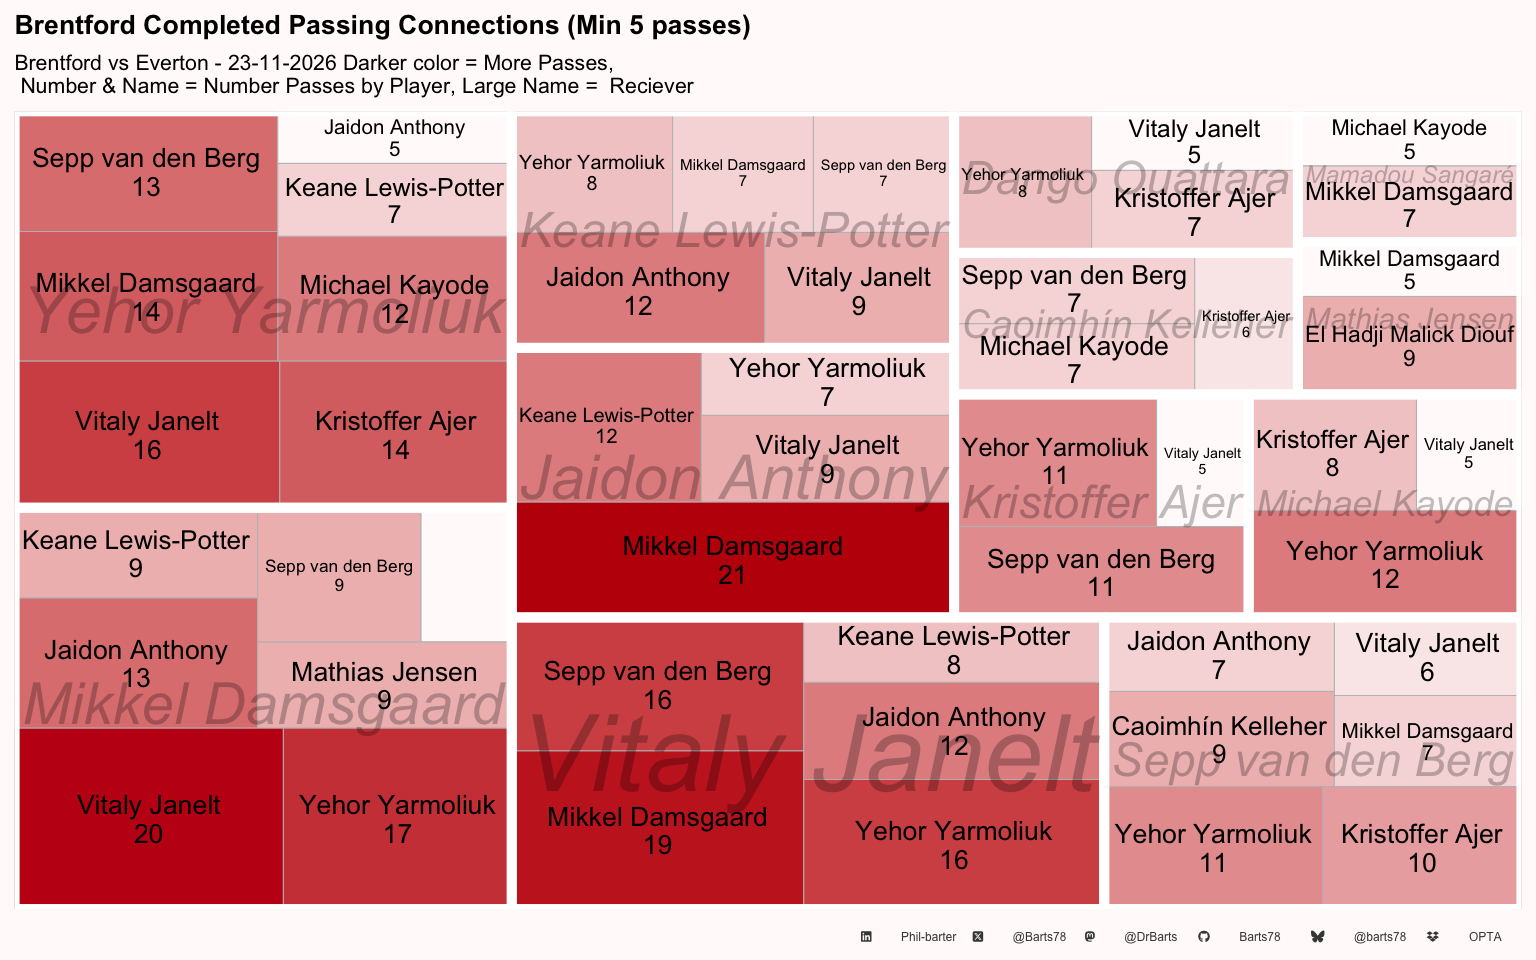 Brentford Completed Passing Connections (Min 5 passes)
Brentford vs Everton - 23-11-2026 Darker color = More Passes,
Number & Name = Number Passes by Player, Large Name =  Reciever
Yehor Yarmoliuk
Sepp van den Berg
13
Jaidon Anthony
5
Keane Lewis-Potter
7
Mikkel Damsgaard
14
Michael Kayode
12
Vitaly Janelt
16
Kristoffer Ajer
14
Mikkel Damsgaard
Keane Lewis-Potter
9
Sepp van den Berg
9
Jaidon Anthony
13
Mathias Jensen
9
Vitaly Janelt
20
Yehor Yarmoliuk
17
Keane Lewis-Potter
Yehor Yarmoliuk
8
Mikkel Damsgaard
7
Sepp van den Berg
7
Jaidon Anthony
12
Vitaly Janelt
9
Jaidon Anthony
Keane Lewis-Potter
12
Yehor Yarmoliuk
7
Vitaly Janelt
9
Mikkel Damsgaard
21
Vitaly Janelt
Sepp van den Berg
16
Keane Lewis-Potter
8
Jaidon Anthony
12
Mikkel Damsgaard
19
Yehor Yarmoliuk
16
Dango Ouattara
Yehor Yarmoliuk
8
Vitaly Janelt
5
Kristoffer Ajer
7
Caoimhín Kelleher
Sepp van den Berg
7
Michael Kayode
7
Kristoffer Ajer
6
Mamadou Sangaré
Michael Kayode
5
Mikkel Damsgaard
7
Mathias Jensen
Mikkel Damsgaard
5
El Hadji Malick Diouf
9
Kristoffer Ajer
Yehor Yarmoliuk
11
Vitaly Janelt
5
Sepp van den Berg
11
Michael Kayode
Kristoffer Ajer
8
Vitaly Janelt
5
Yehor Yarmoliuk
12
Sepp van den Berg
Jaidon Anthony
7
Vitaly Janelt
6
Caoimhín Kelleher
9
Mikkel Damsgaard
7
Yehor Yarmoliuk
11
Kristoffer Ajer
10
Phil-barter @Barts78 @DrBarts Barts78 @barts78 OPTA